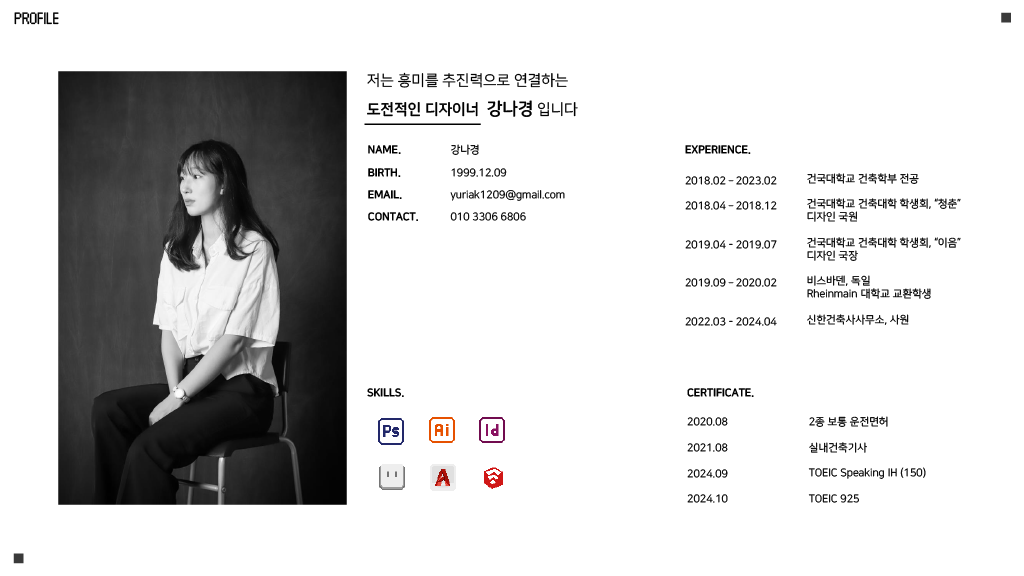 PROFILE
저는 흥미를 추진력으로 연결하는
도전적인 디자이너 강나경 입니다
NAME. 강나경
BIRTH. 1999.12.09
EMAIL. yuriak1209@gmail.com
CONTACT. 010 3306 6806
EXPERIENCE.
2018.02 – 2023.02 건국대학교 건축학부 전공
2018.04 – 2018.12 건국대학교 건축대학 학생회, “청춘”
디자인 국원
2019.04 - 2019.07 건국대학교 건축대학 학생회, “이음”
디자인 국장
2019.09 – 2020.02 비스바덴, 독일
Rheinmain 대학교 교환학생
2022.03 - 2024.04 신한건축사사무소, 사원
SKILLS.
Ps Ai Id
A
CERTIFICATE.
2020.08 2종 보통 운전면허
2021.08 실내건축기사
2024.09 TOEIC Speaking IH (150)
2024.10 TOEIC 925